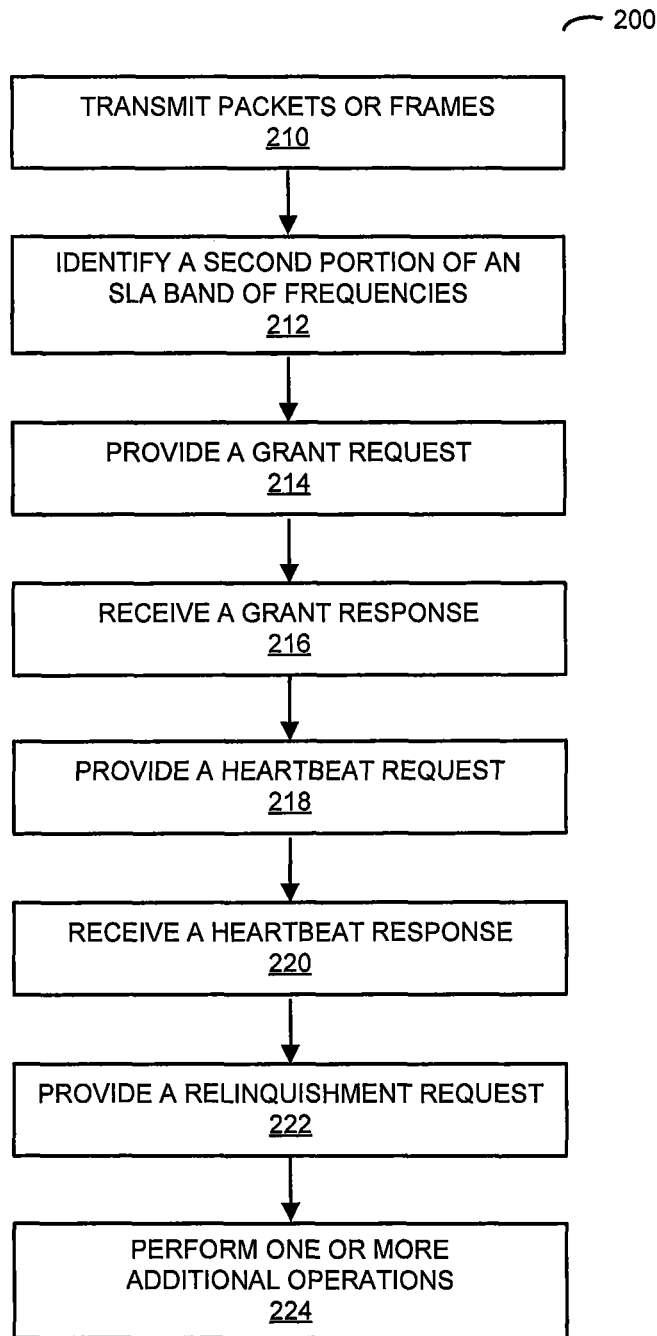 200
TRANSMIT PACKETS OR FRAMES
210
IDENTIFY A SECOND PORTION OF AN
SLA BAND OF FREQUENCIES
212
PROVIDE A GRANT REQUEST
214
RECEIVE A GRANT RESPONSE
216
PROVIDE A HEARTBEAT REQUEST
218
RECEIVE A HEARTBEAT RESPONSE
220
PROVIDE A RELINQUISHMENT REQUEST
222
PERFORM ONE OR MORE
ADDITIONAL OPERATIONS
224